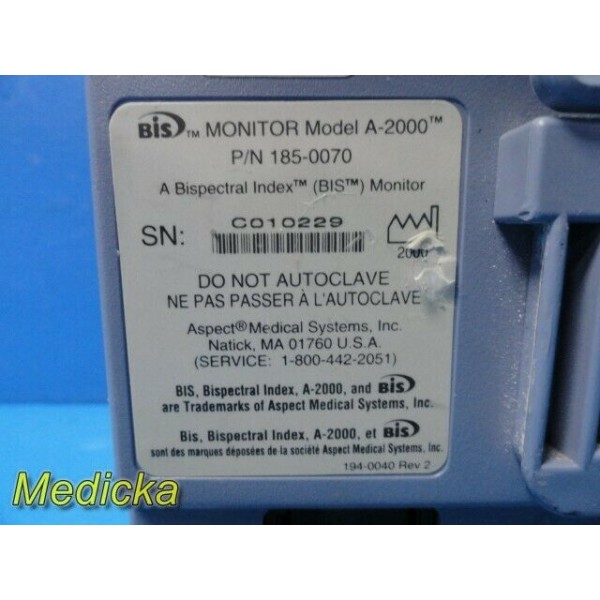 BIS™ MONITOR Model A-2000™
P/N 185-0070
A Bispectral Index™ (BIS™) Monitor
SN: C010229
2000
DO NOT AUTOCLAVE
NE PAS PASSER À L'AUTOCLAVE
Aspect® Medical Systems, Inc.
Natick, MA 01760 U.S.A.
(SERVICE: 1-800-442-2051)
BIS, Bispectral Index, A-2000, and BIS
are Trademarks of Aspect Medical Systems, Inc.
Bis, Bispectral Index, A-2000, et BIS
sont des marques déposées de la société Aspect Medical Systems, Inc.
194-0040 Rev 2
Medicka